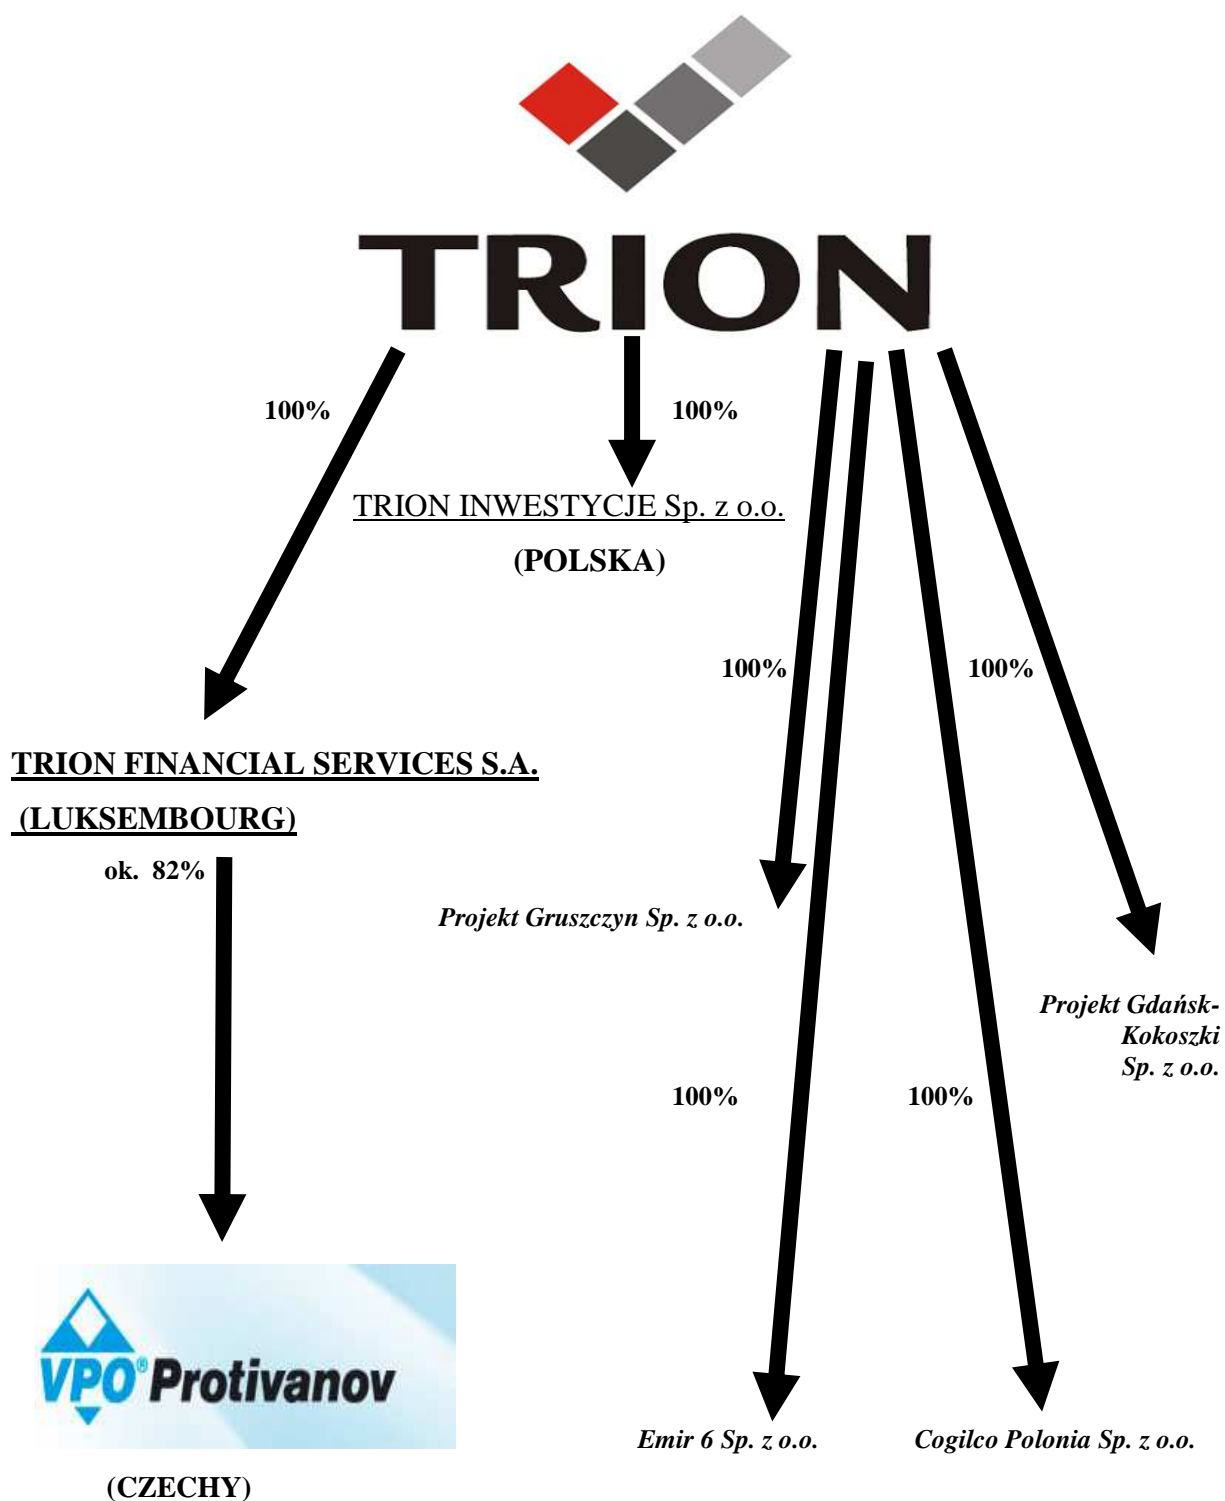 TRION
100%
100%
TRION INWESTYCJE Sp. z o.o.
(POLSKA)
100%
100%
TRION FINANCIAL SERVICES S.A.
(LUKSEMBOURG)
ok. 82%
Projekt Gruszczyn Sp. z o.o.
Projekt Gdańsk-
Kokoszki
Sp. z o.o.
100%
100%
VPO® Protivanov
Emir 6 Sp. z o.o.
Cogilco Polonia Sp. z o.o.
(CZECHY)